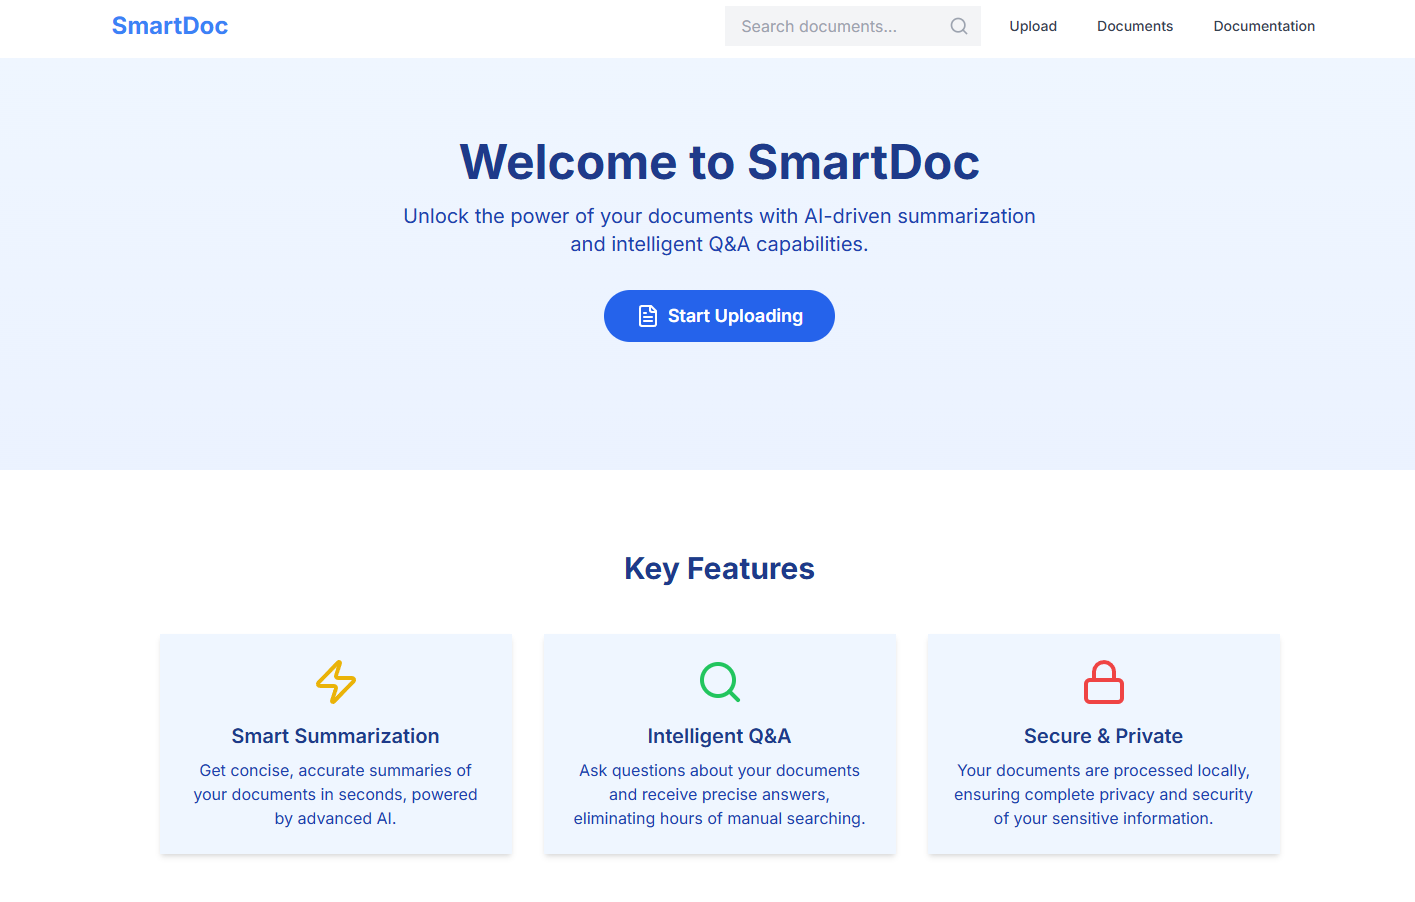 SmartDoc
Search documents...
Upload
Documents
Documentation
Welcome to SmartDoc
Unlock the power of your documents with AI-driven summarization
and intelligent Q&A capabilities.
Start Uploading
Key Features
Smart Summarization
Get concise, accurate summaries of
your documents in seconds, powered
by advanced AI.
Intelligent Q&A
Ask questions about your documents
and receive precise answers,
eliminating hours of manual searching.
Secure & Private
Your documents are processed locally,
ensuring complete privacy and security
of your sensitive information.